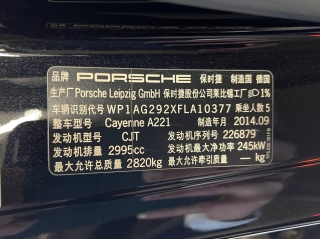 品牌 PORSCHE 保时捷 制造国 德国
生产厂 Porsche Leipzig GmbH 保时捷股份公司莱比锡工厂 1%
车辆识别代号 WP1AG292XFLA10377 乘坐人数 5
整车型号 Cayenne A221 制造年月 2014.09
发动机型号 CJT 发动机序列号 226879
发动机排量 2995cc 发动机最大净功率 245kW
最大允许总质量 2820kg 最大允许牵引质量 — kg